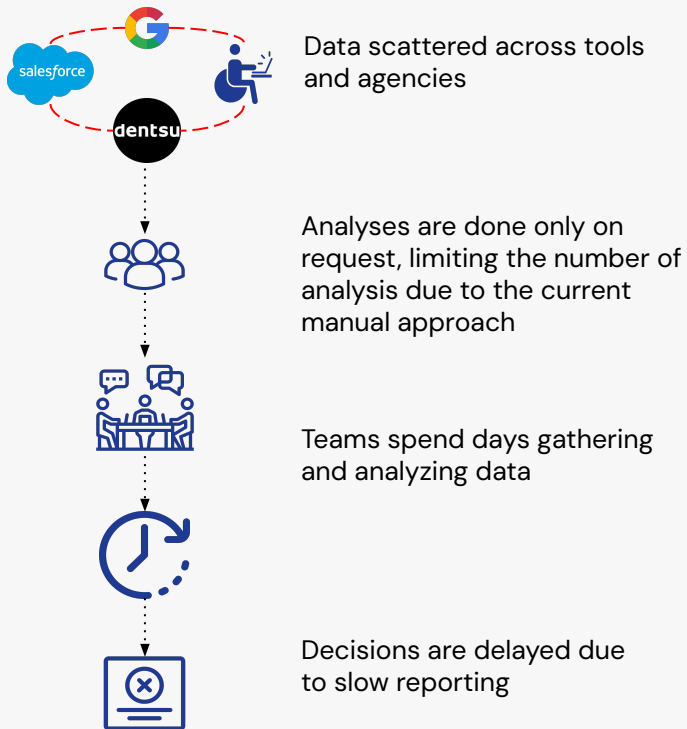 Data scattered across tools
and agencies
salesforce
dentsu
Analyses are done only on
request, limiting the number of
analysis due to the current
manual approach
Teams spend days gathering
and analyzing data
Decisions are delayed due
to slow reporting